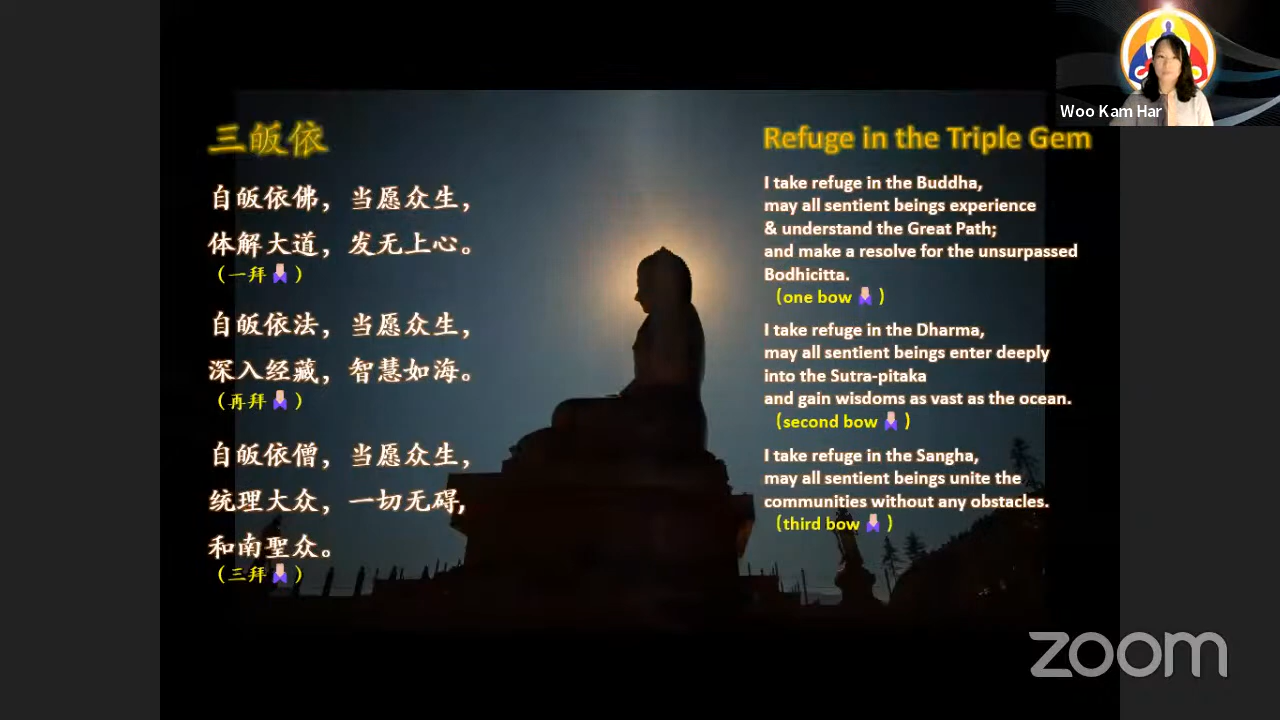 三皈依
自皈依佛，当愿众生，
体解大道，发无上心。
（一拜）
自皈依法，当愿众生，
深入经藏，智慧如海。
（再拜）
自皈依僧，当愿众生，
统理大众，一切无碍,
和南聖众。
（三拜）
Refuge in the Triple Gem
I take refuge in the Buddha,
may all sentient beings experience
& understand the Great Path;
and make a resolve for the unsurpassed
Bodhicitta.
(one bow)
I take refuge in the Dharma,
may all sentient beings enter deeply
into the Sutra-pitaka
and gain wisdoms as vast as the ocean.
(second bow)
I take refuge in the Sangha,
may all sentient beings unite the
communities without any obstacles.
(third bow)
Woo Kam Har
zoom